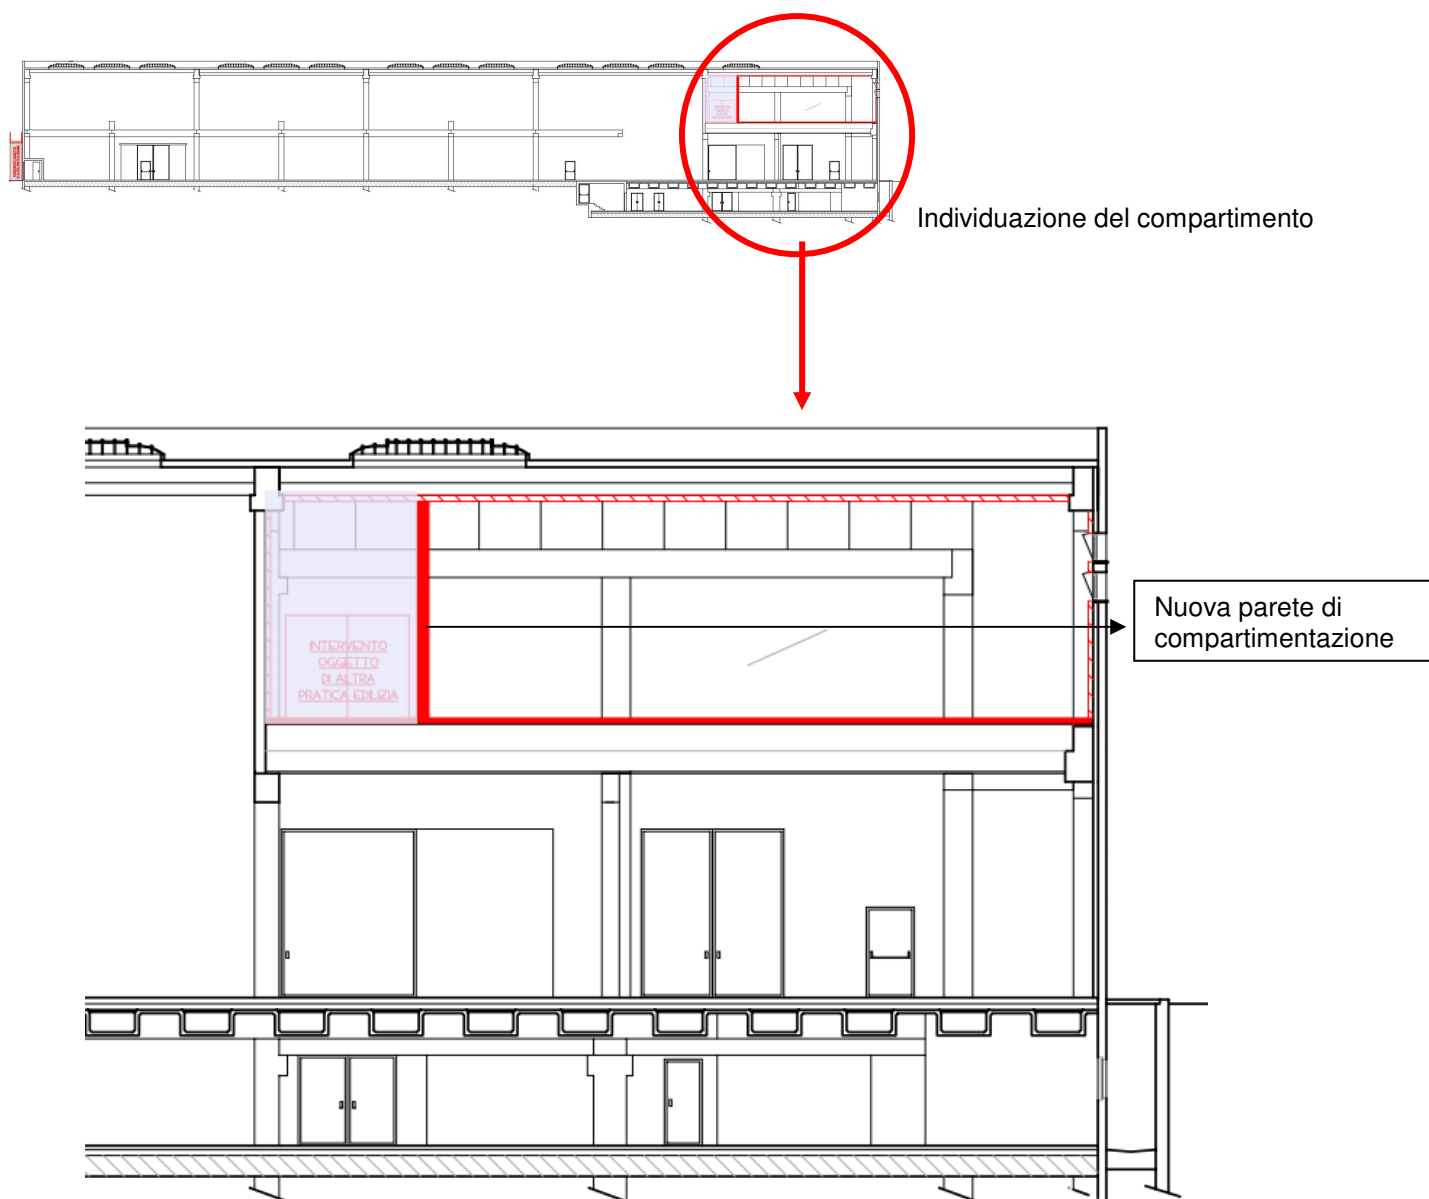 Individuazione del compartimento
Nuova parete di
compartimentazione
INTERVENTO
OGGETTO
DI ALTRA
PRATICA EDILIZIA